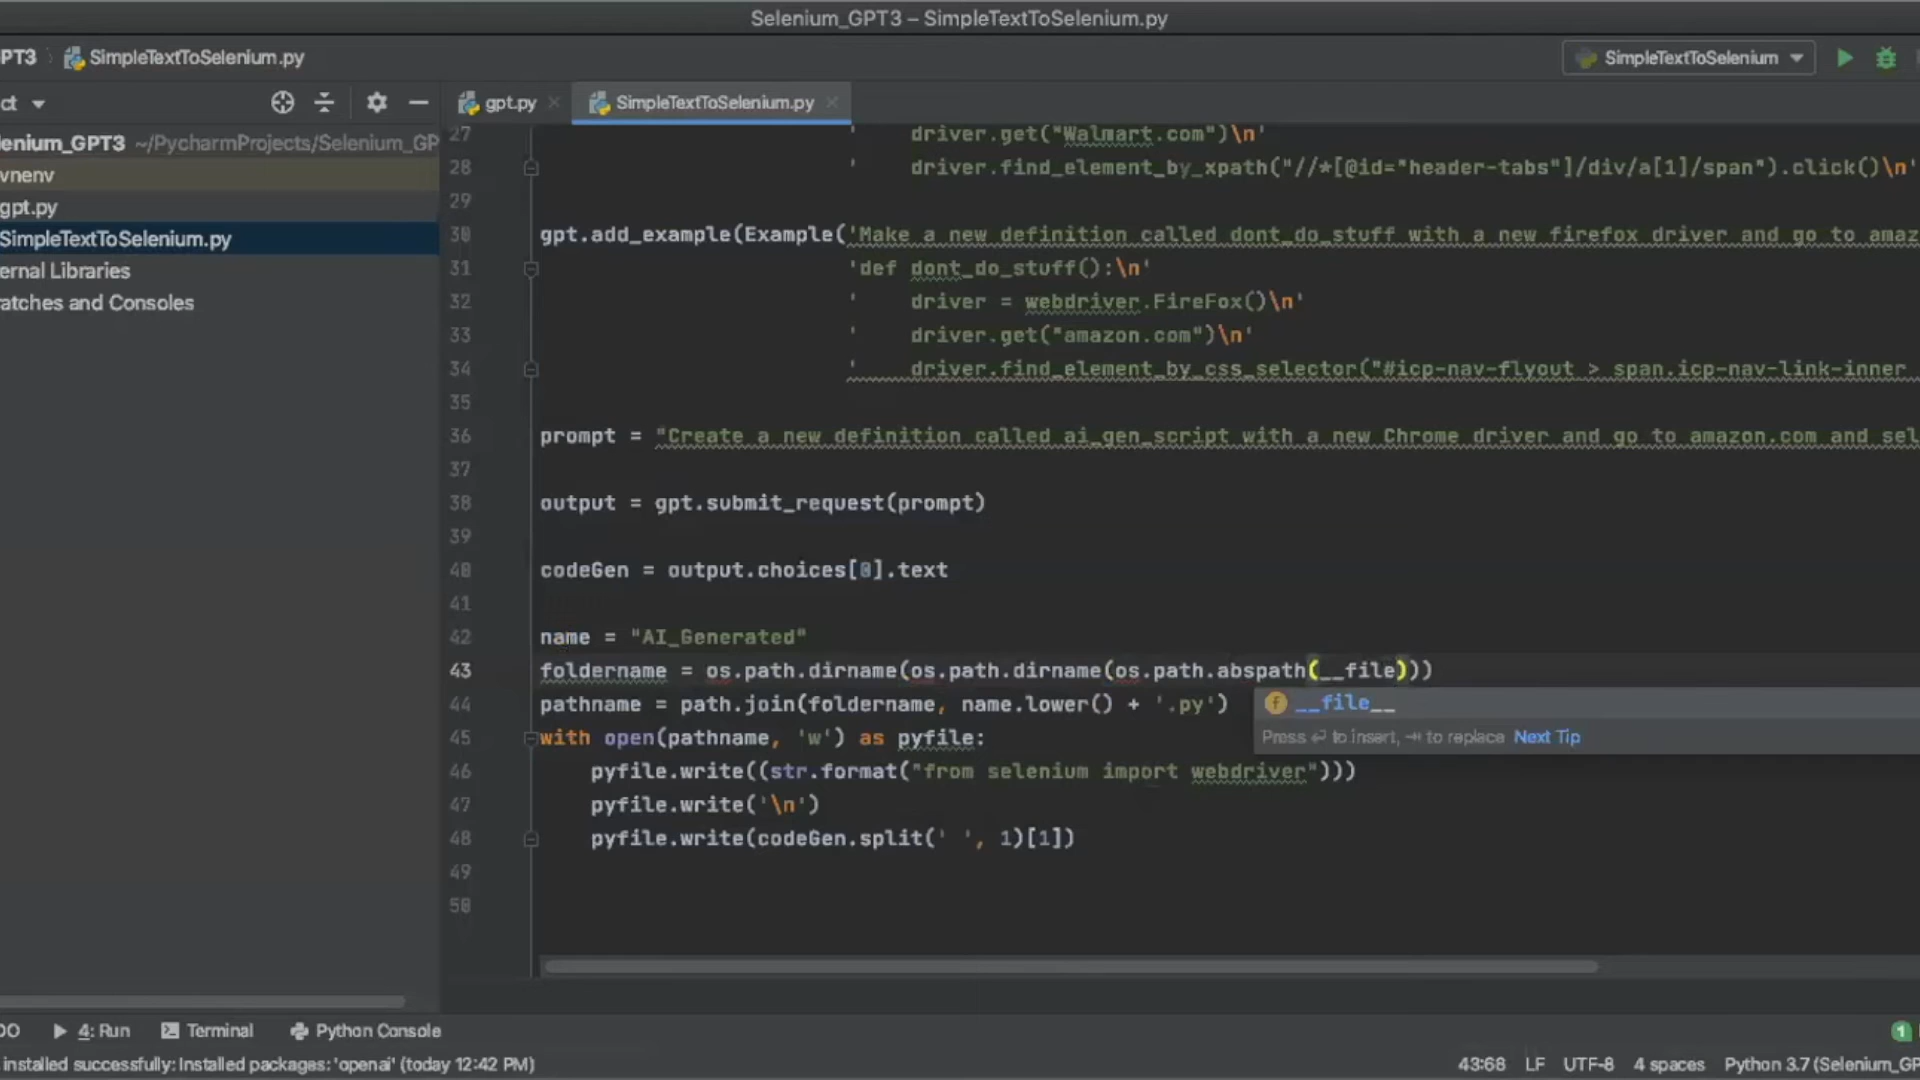 Selenium_GPT3 – SimpleTextToSelenium.py
PT3 SimpleTextToSelenium.py
SimpleTextToSelenium
ct
gpt.py
SimpleTextToSelenium.py
lenium_GPT3 ~/PycharmProjects/Selenium_GP
vnenv
gpt.py
SimpleTextToSelenium.py
ernal Libraries
ratches and Consoles
27 ' driver.get("Walmart.com")\n'
28 ' driver.find_element_by_xpath("//*[@id="header-tabs"]/div/a[1]/span").click()\n'
29
30 gpt.add_example(Example('Make a new definition called dont_do_stuff with a new firefox driver and go to amaz
31 'def dont_do_stuff():\n'
32 ' driver = webdriver.FireFox()\n'
33 ' driver.get("amazon.com")\n'
34 ' driver.find_element_by_css_selector("#icp-nav-flyout > span.icp-nav-link-inner
35
36 prompt = "Create a new definition called ai_gen_script with a new Chrome driver and go to amazon.com and sel
37
38 output = gpt.submit_request(prompt)
39
40 codeGen = output.choices[0].text
41
42 name = "AI_Generated"
43 foldername = os.path.dirname(os.path.dirname(os.path.abspath(__file)))
44 pathname = path.join(foldername, name.lower() + '.py')
__file__
45 with open(pathname, 'w') as pyfile:
Press ↵ to insert, ⇥ to replace Next Tip
46 pyfile.write((str.format("from selenium import webdriver")))
47 pyfile.write('\n')
48 pyfile.write(codeGen.split(' ', 1)[1])
49
50
DO 4: Run Terminal Python Console 1
installed successfully: Installed packages: 'openai' (today 12:42 PM)
43:68 LF UTF-8 4 spaces Python 3.7 (Selenium_GP